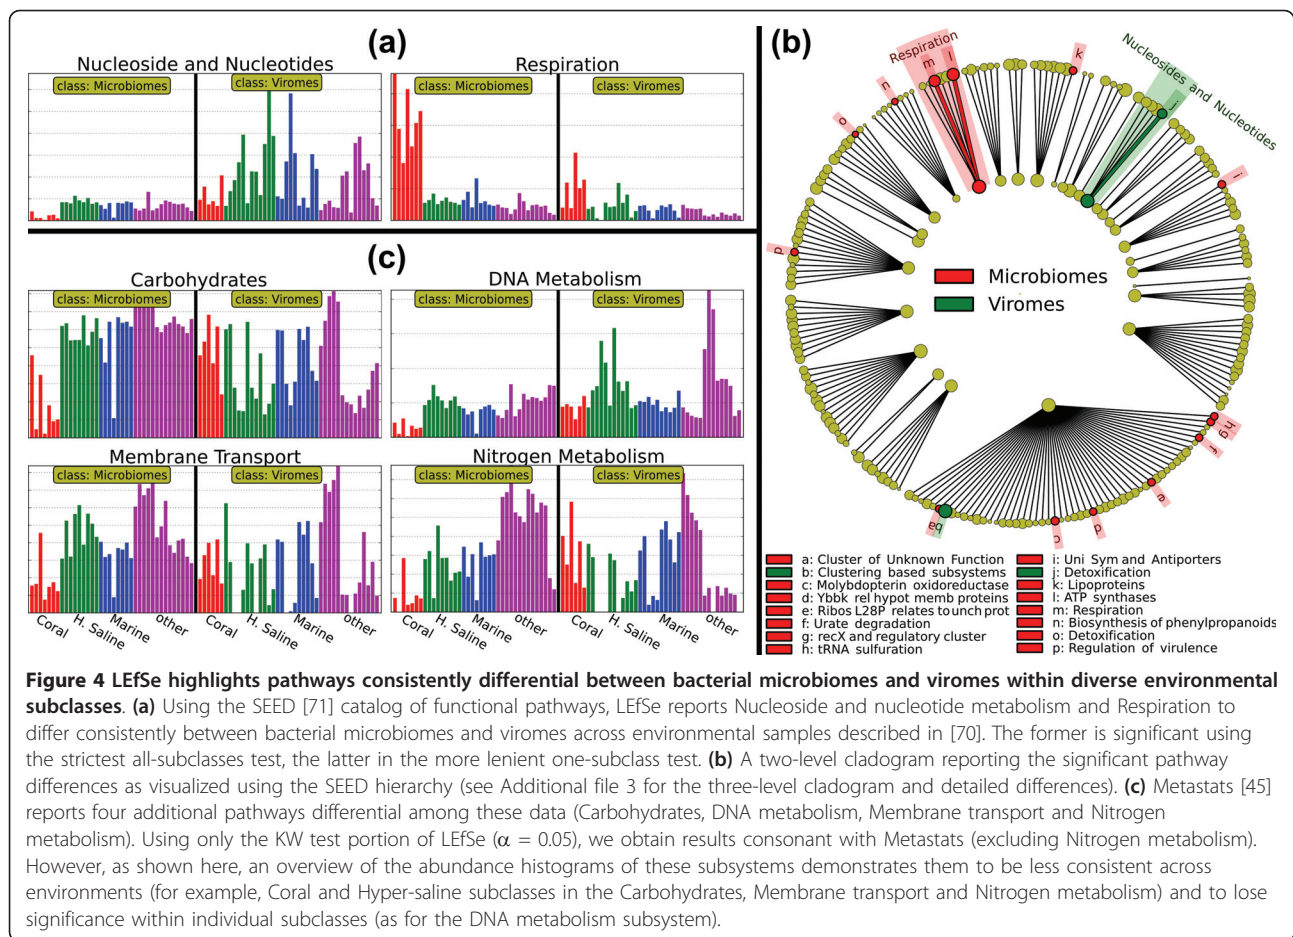 (a)
(b)
Nucleoside and Nucleotides
Respiration
class: Microbiomes
class: Viromes
class: Microbiomes
class: Viromes
(c)
Carbohydrates
DNA Metabolism
class: Microbiomes
class: Viromes
class: Microbiomes
class: Viromes
Membrane Transport
Nitrogen Metabolism
class: Microbiomes
class: Viromes
class: Microbiomes
class: Viromes
Coral
H. Saline
Marine
other
Coral
H. Saline
Marine
other
Coral
H. Saline
Marine
other
Coral
H. Saline
Marine
other
Respiration
m
l
k
Nucleosides and Nucleotides
j
i
n
o
p
h
g
f
e
d
c
b
a
Microbiomes
Viromes
a: Cluster of Unknown Function
b: Clustering based subsystems
c: Molybdopterin oxidoreductase
d: Ybbk rel hypot memb proteins
e: Ribos L28P relates to unch prot
f: Urate degradation
g: recX and regulatory cluster
h: tRNA sulfuration
i: Uni Sym and Antiporters
j: Detoxification
k: Lipoproteins
l: ATP synthases
m: Respiration
n: Biosynthesis of phenylpropanoids
o: Detoxification
p: Regulation of virulence
Figure 4 LEfSe highlights pathways consistently differential between bacterial microbiomes and viromes within diverse environmental
subclasses. (a) Using the SEED [71] catalog of functional pathways, LEfSe reports Nucleoside and nucleotide metabolism and Respiration to
differ consistently between bacterial microbiomes and viromes across environmental samples described in [70]. The former is significant using
the strictest all-subclasses test, the latter in the more lenient one-subclass test. (b) A two-level cladogram reporting the significant pathway
differences as visualized using the SEED hierarchy (see Additional file 3 for the three-level cladogram and detailed differences). (c) Metastats [45]
reports four additional pathways differential among these data (Carbohydrates, DNA metabolism, Membrane transport and Nitrogen
metabolism). Using only the KW test portion of LEfSe (α = 0.05), we obtain results consonant with Metastats (excluding Nitrogen metabolism).
However, as shown here, an overview of the abundance histograms of these subsystems demonstrates them to be less consistent across
environments (for example, Coral and Hyper-saline subclasses in the Carbohydrates, Membrane transport and Nitrogen metabolism) and to lose
significance within individual subclasses (as for the DNA metabolism subsystem).